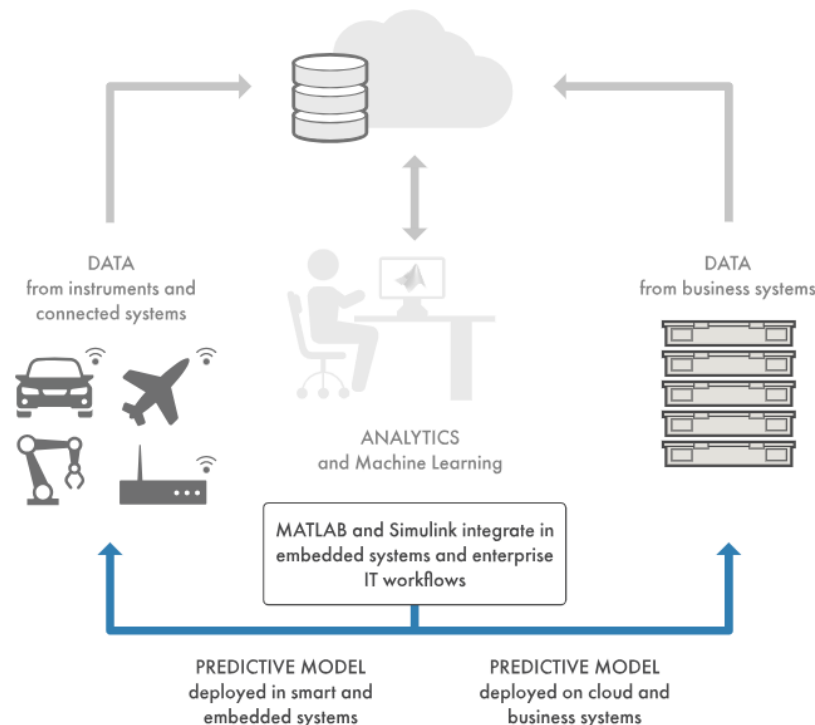 DATA
from instruments and
connected systems
DATA
from business systems
ANALYTICS
and Machine Learning
MATLAB and Simulink integrate in
embedded systems and enterprise
IT workflows
PREDICTIVE MODEL
deployed in smart and
embedded systems
PREDICTIVE MODEL
deployed on cloud and
business systems